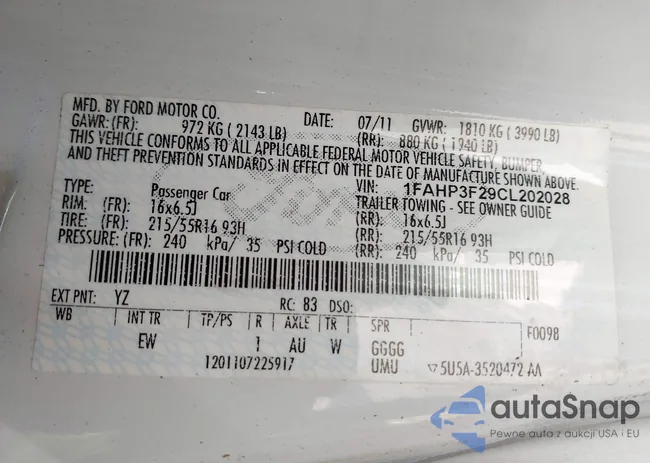 MFD. BY FORD MOTOR CO. DATE: 07/11 GVWR: 1810 KG ( 3990 LB)
GAWR: (FR): 972 KG ( 2143 LB) (RR): 880 KG ( 1940 LB)
THIS VEHICLE CONFORMS TO ALL APPLICABLE FEDERAL MOTOR VEHICLE SAFETY, BUMPER,
AND THEFT PREVENTION STANDARDS IN EFFECT ON THE DATE OF MANUFACTURE SHOWN ABOVE.
VIN: 1FAHP3F29CL202028
TYPE: Passenger Car TRAILER TOWING - SEE OWNER GUIDE
RIM: (FR): 16x6.5J (RR): 16x6.5J
TIRE: (FR): 215/55R16 93H (RR): 215/55R16 93H
PRESSURE: (FR): 240 kPa/ 35 PSI COLD (RR): 240 kPa/ 35 PSI COLD
EXT PNT: YZ RC: 83 DSO:
WB INT TR TP/PS R AXLE TR SPR F0098
EW 1 AU W GGGG
1201107225917 UMU ▽5U5A-3520472 AA
autaSnap
Pewne auta z aukcji USA i EU